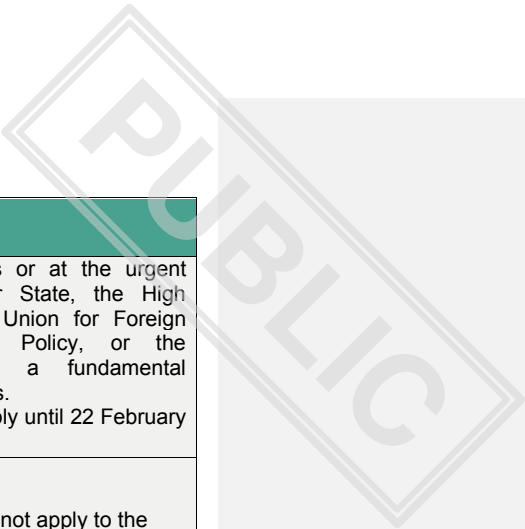 s or at the urgent
r State, the High
Union for Foreign
Policy, or the
a fundamental
s.
ly until 22 February
not apply to the
PUBLIC